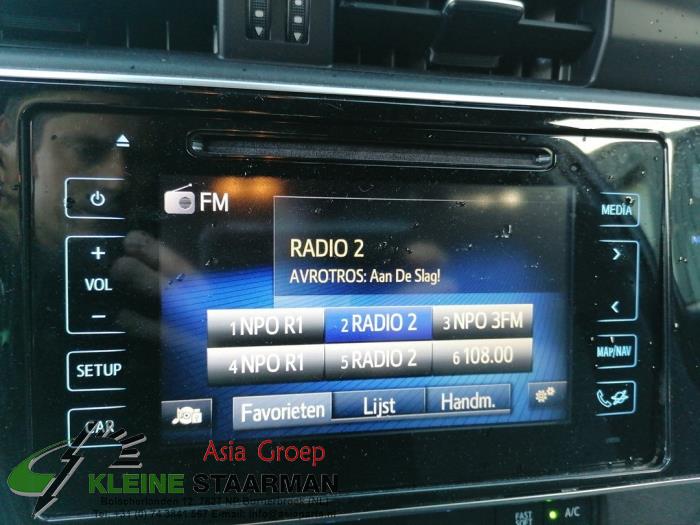 FM
MEDIA
RADIO 2
VOL
AVROTROS: Aan De Slag!
1 NPO R1 2 RADIO 2 3 NPO 3FM
4 NPO R1 5 RADIO 2 6 108.00
MAP/NAV
SETUP
Favorieten Lijst Handm.
CAR
Asia Groep
KLEINE STAARMAN
FAST
A/C